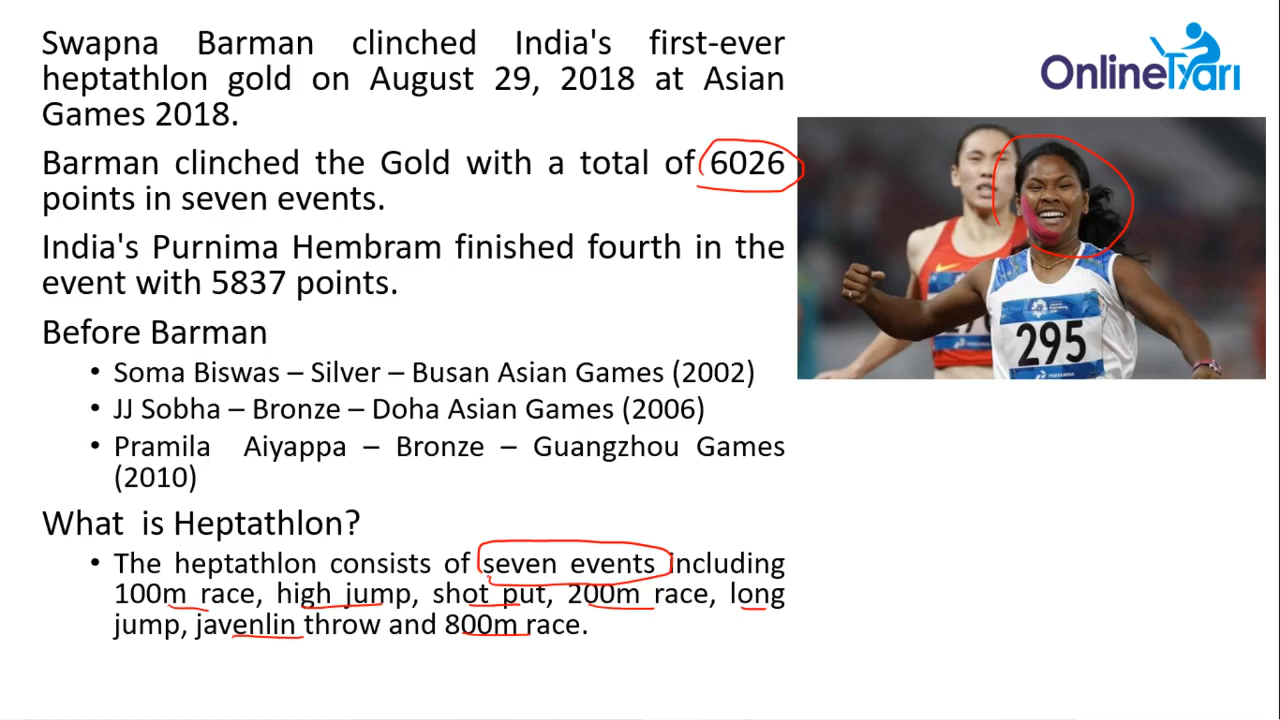 Swapna Barman clinched India's first-ever
heptathlon gold on August 29, 2018 at Asian
Games 2018.
Barman clinched the Gold with a total of 6026
points in seven events.
India's Purnima Hembram finished fourth in the
event with 5837 points.
Before Barman
• Soma Biswas – Silver – Busan Asian Games (2002)
• JJ Sobha – Bronze – Doha Asian Games (2006)
• Pramila Aiyappa – Bronze – Guangzhou Games
(2010)
What is Heptathlon?
• The heptathlon consists of seven events including
100m race, high jump, shot put, 200m race, long
jump, javenlin throw and 800m race.
OnlineTyari
295